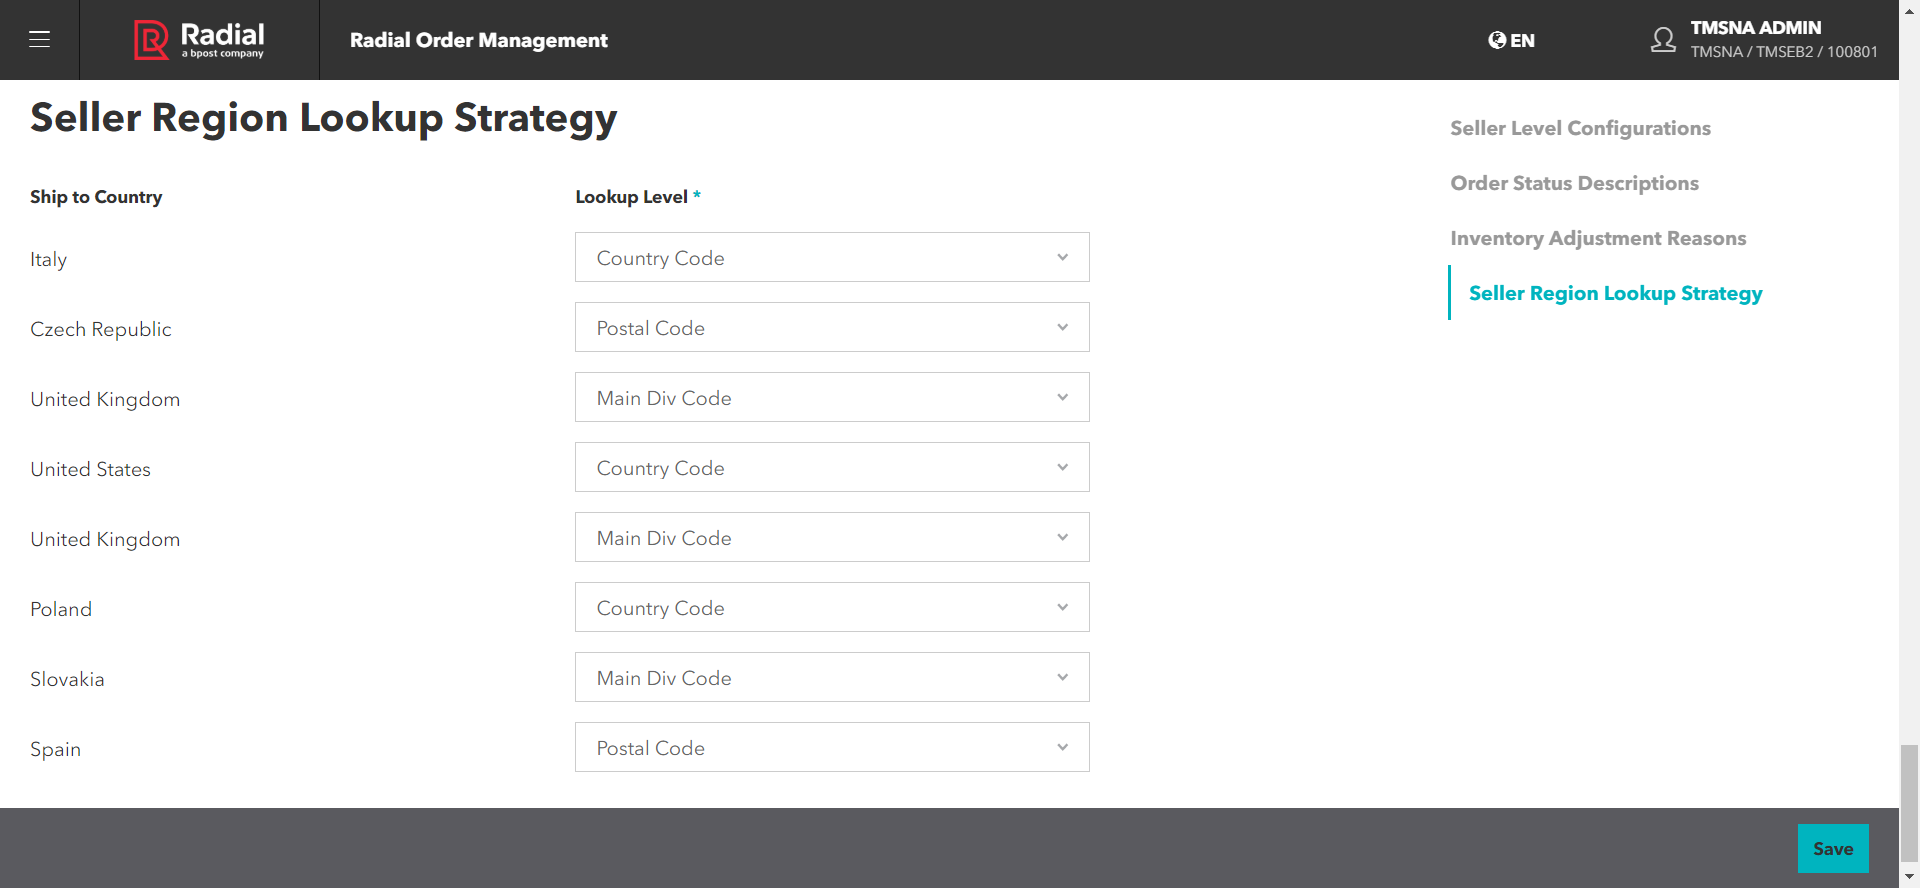 Radial
a bpost company
Radial Order Management
EN
TMSNA ADMIN
TMSNA / TMSEB2 / 100801
Seller Region Lookup Strategy
Ship to Country
Lookup Level *
Italy
Country Code
Czech Republic
Postal Code
United Kingdom
Main Div Code
United States
Country Code
United Kingdom
Main Div Code
Poland
Country Code
Slovakia
Main Div Code
Spain
Postal Code
Seller Level Configurations
Order Status Descriptions
Inventory Adjustment Reasons
Seller Region Lookup Strategy
Save